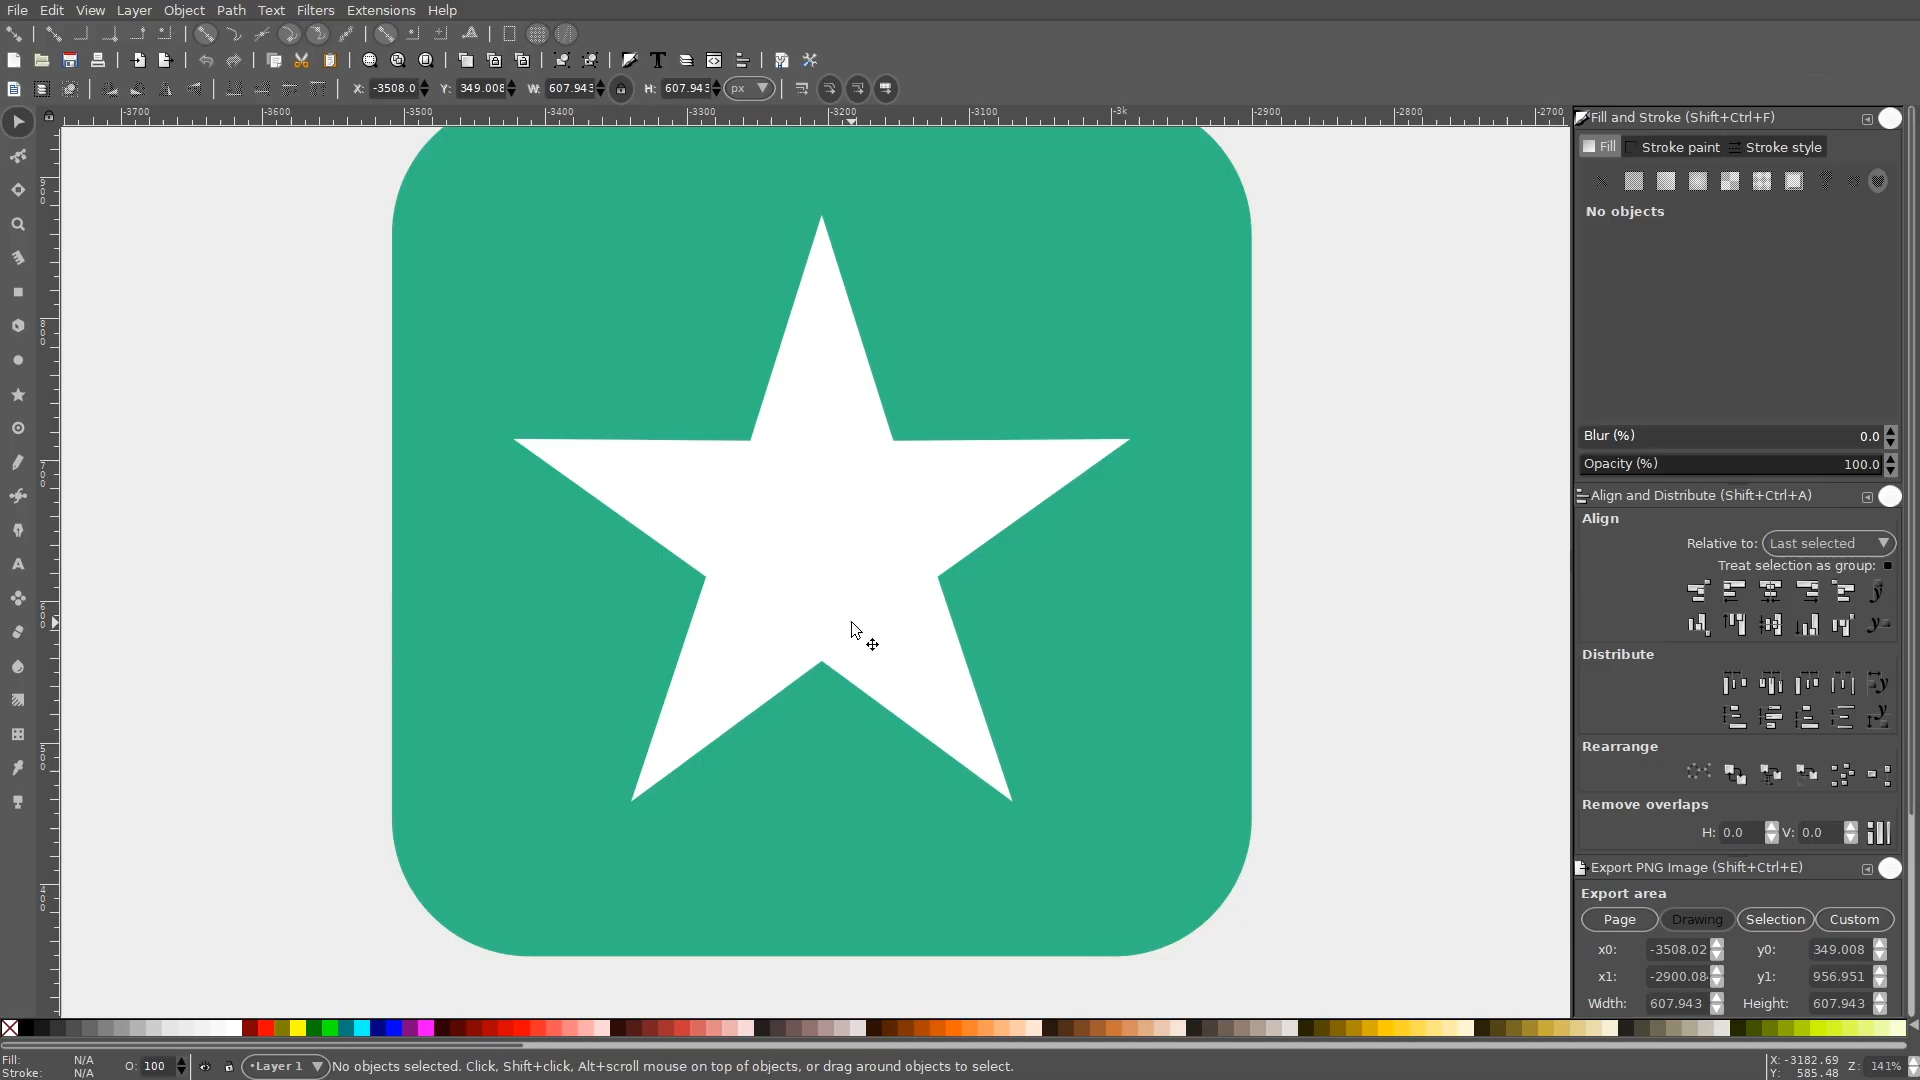 File Edit View Layer Object Path Text Filters Extensions Help
X: -3508.0 Y: 349.008 W: 607.943 H: 607.943 px
-3700 -3600 -3500 -3400 -3300 -3200 -3100 -3k -2900 -2800 -2700
900
800
700
600
500
400
Fill and Stroke (Shift+Ctrl+F)
Fill Stroke paint Stroke style
No objects
Blur (%) 0.0
Opacity (%) 100.0
Align and Distribute (Shift+Ctrl+A)
Align
Relative to: Last selected
Treat selection as group:
Distribute
Rearrange
Remove overlaps
H: 0.0 V: 0.0
Export PNG Image (Shift+Ctrl+E)
Export area
Page Drawing Selection Custom
x0: -3508.02 y0: 349.008
x1: -2900.08 y1: 956.951
Width: 607.943 Height: 607.943
Fill: N/A
Stroke: N/A
O: 100
•Layer 1
No objects selected. Click, Shift+click, Alt+scroll mouse on top of objects, or drag around objects to select.
X: -3182.69
Y: 585.48
Z: 141%